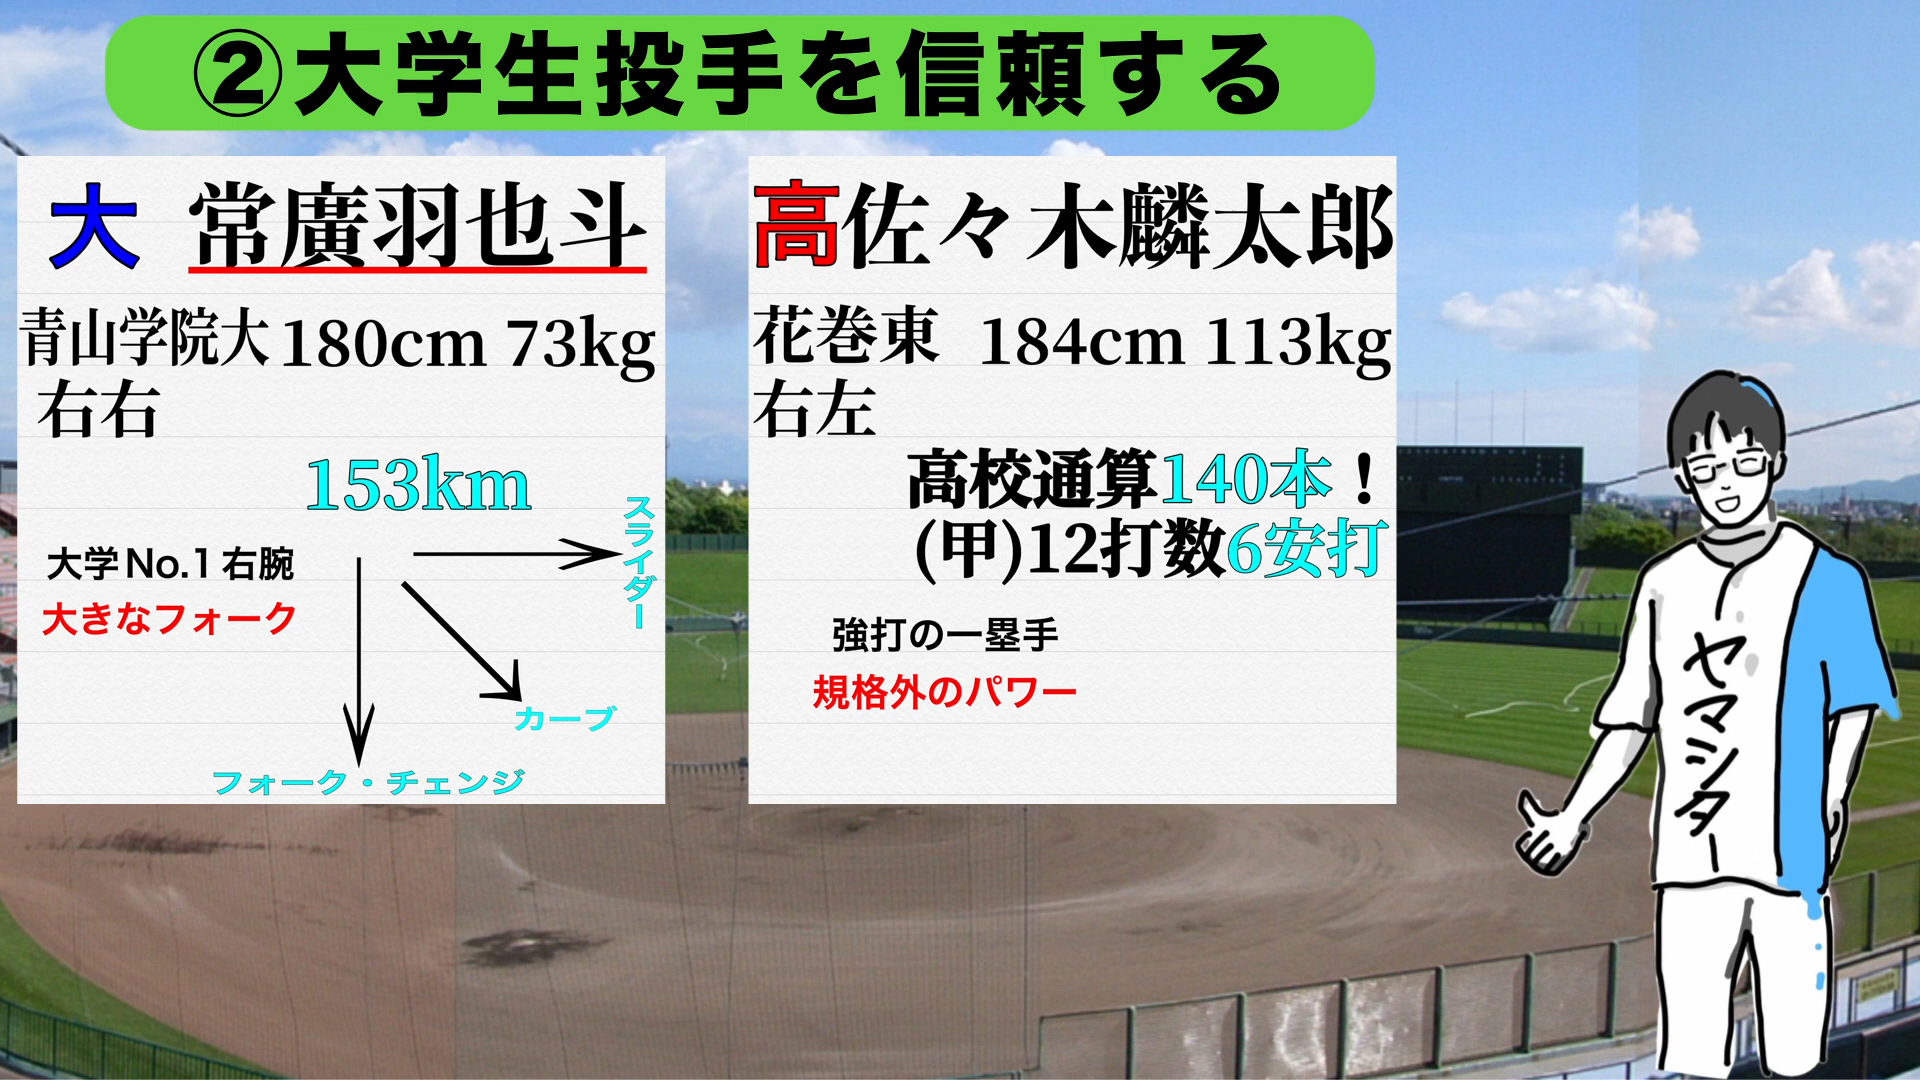 ②大学生投手を信頼する
大 常廣羽也斗
青山学院大 180cm 73kg
右右
153km
スライダー
大学No.1右腕
大きなフォーク
カーブ
フォーク・チェンジ
高 佐々木麟太郎
花巻東 184cm 113kg
右左
高校通算140本！
(甲)12打数6安打
強打の一塁手
規格外のパワー
ヤマシター